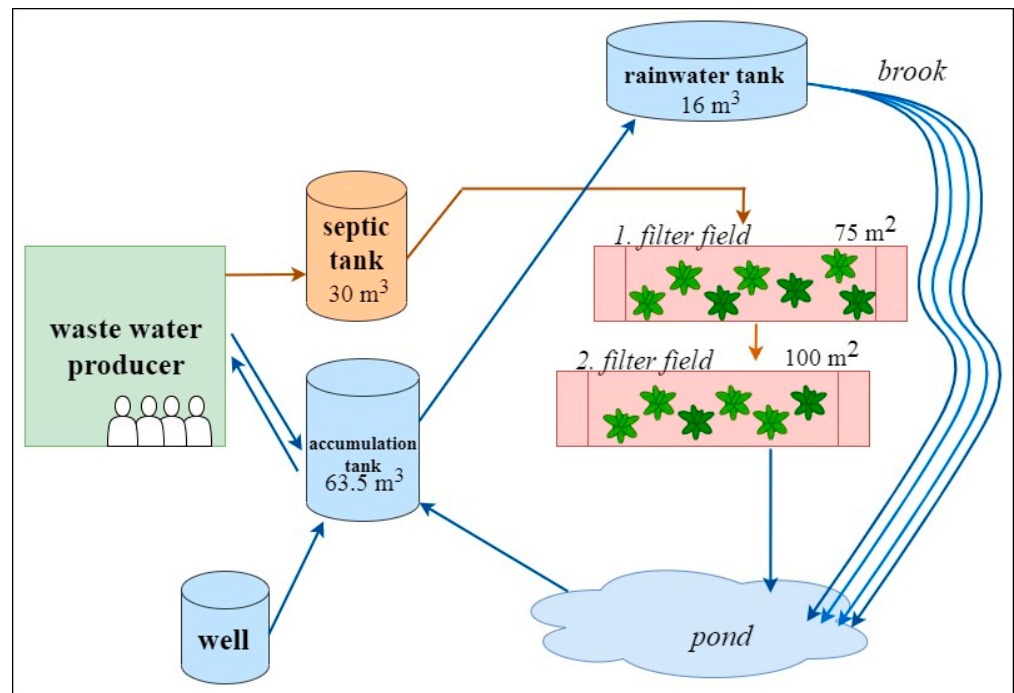 rainwater tank
16 m³
brook
septic
tank
30 m³
1. filter field 75 m²
waste water
producer
2. filter field 100 m²
accumulation
tank
63.5 m³
well
pond